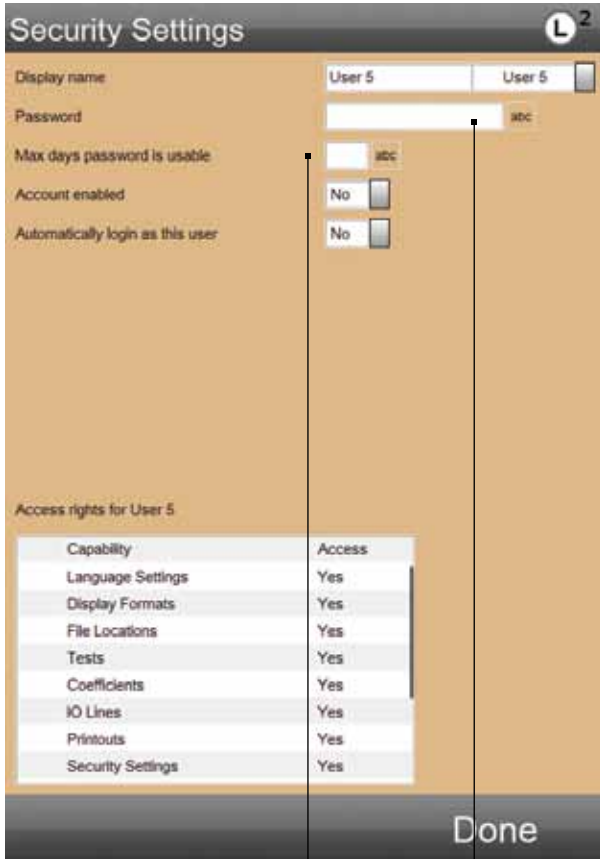 Security Settings L 2
Display name User 5 User 5
Password abc
Max days password is usable abc
Account enabled No
Automatically login as this user No
Access rights for User 5
Capability Access
Language Settings Yes
Display Formats Yes
File Locations Yes
Tests Yes
Coefficients Yes
IO Lines Yes
Printouts Yes
Security Settings Yes
Done